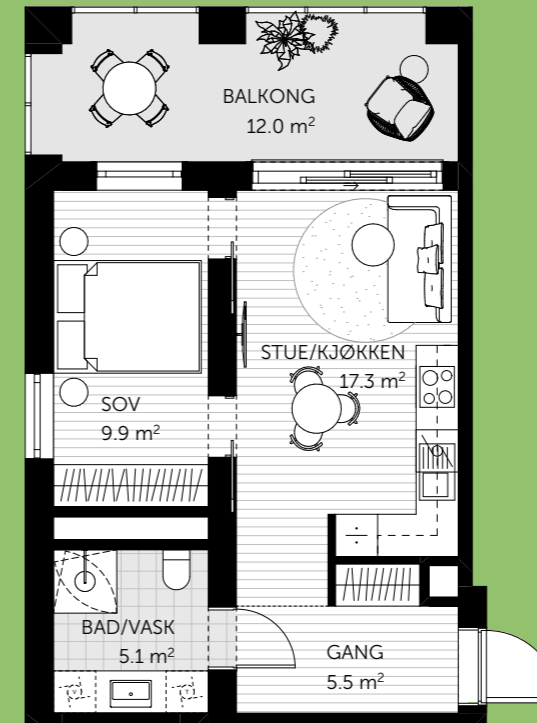 BALKONG
12.0 m²
STUE/KJØKKEN
17.3 m²
SOV
9.9 m²
BAD/VASK
5.1 m²
GANG
5.5 m²